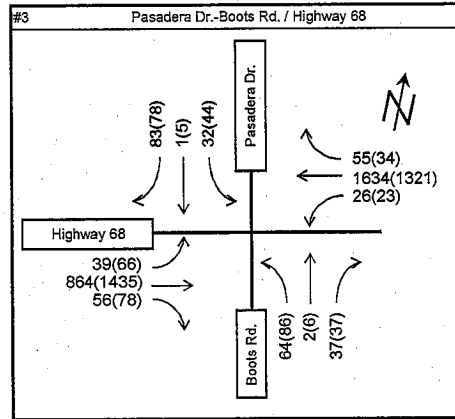 #3
Pasadera Dr.-Boots Rd. / Highway 68
83(78)
1(5)
32(44)
Pasadera Dr.
N
55(34)
1634(1321)
26(23)
Highway 68
39(66)
864(1435)
56(78)
Boots Rd.
64(86)
2(6)
37(37)